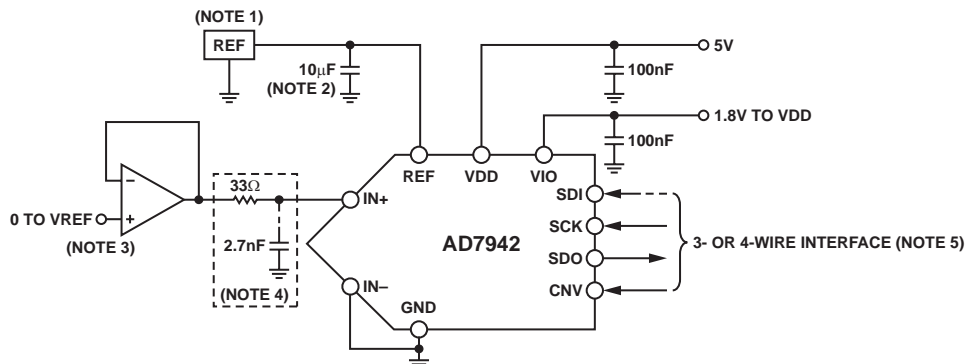 (NOTE 1)
REF
10μF
(NOTE 2)
5V
100nF
1.8V TO VDD
100nF
REF
VDD
VIO
33Ω
IN+
SDI
SCK
SDO
CNV
0 TO VREF
(NOTE 3)
–
+
2.7nF
(NOTE 4)
AD7942
3- OR 4-WIRE INTERFACE (NOTE 5)
IN–
GND